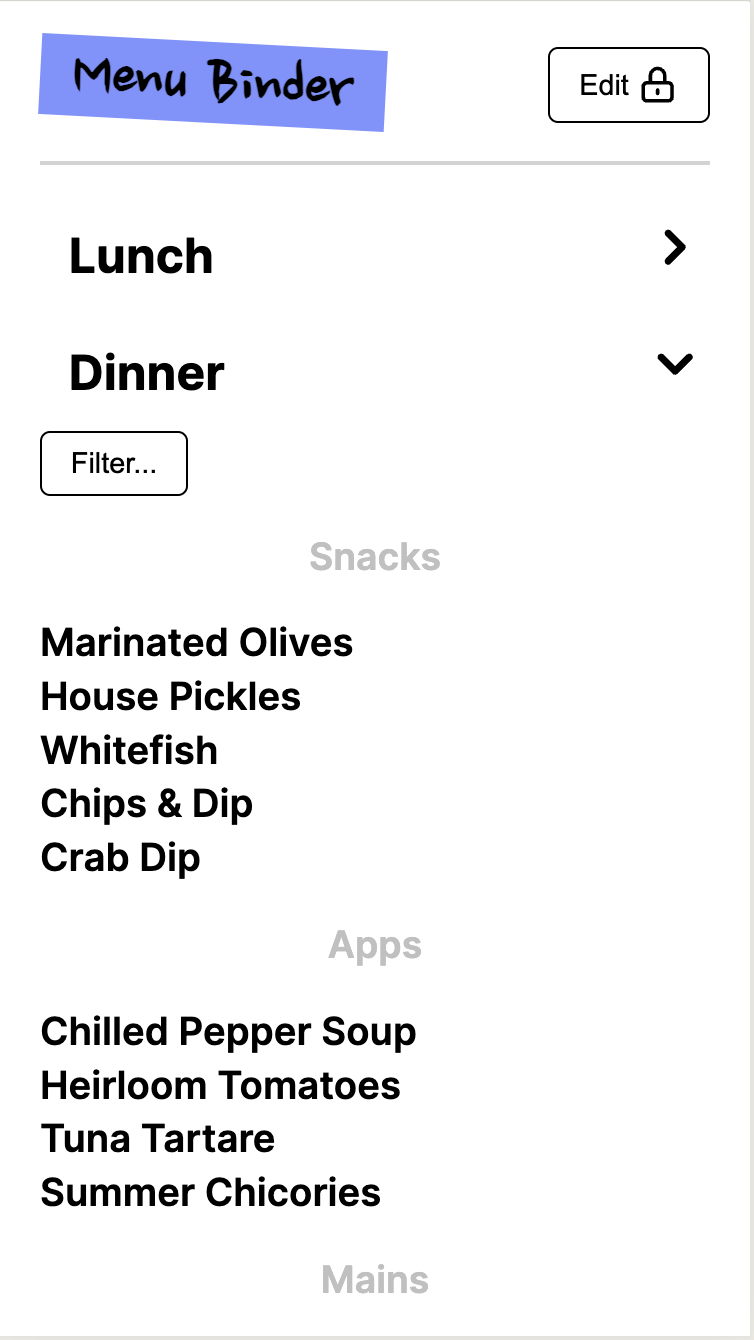 Menu Binder
Edit
Lunch
Dinner
Filter...
Snacks
Marinated Olives
House Pickles
Whitefish
Chips & Dip
Crab Dip
Apps
Chilled Pepper Soup
Heirloom Tomatoes
Tuna Tartare
Summer Chicories
Mains